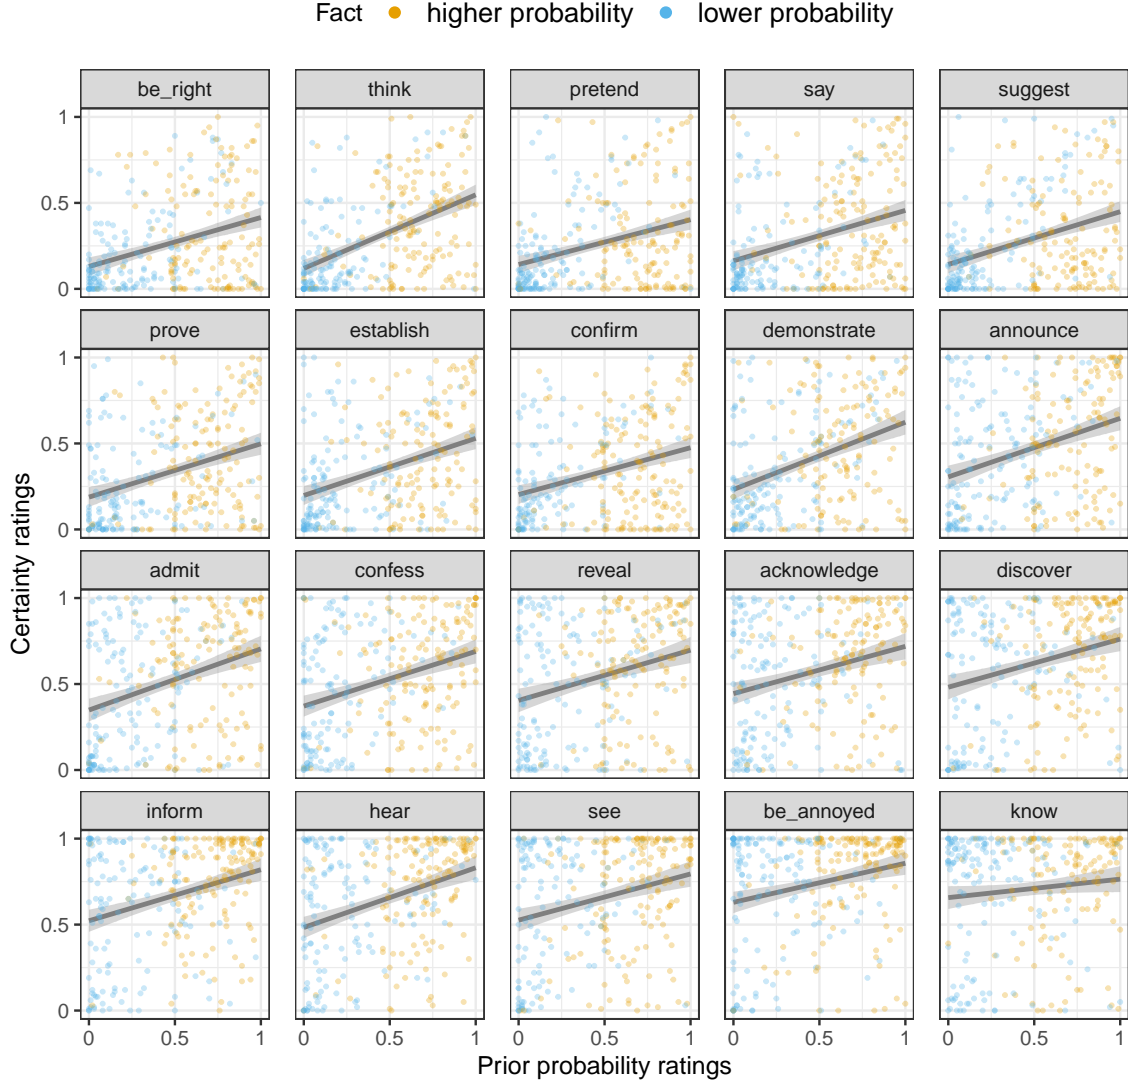 Fact higher probability lower probability
be_right think pretend say suggest
1
0.5
0
prove establish confirm demonstrate announce
1
0.5
0
admit confess reveal acknowledge discover
1
0.5
0
inform hear see be_annoyed know
1
0.5
0
0 0.5 1 0 0.5 1 0 0.5 1 0 0.5 1 0 0.5 1
Prior probability ratings
Certainty ratings